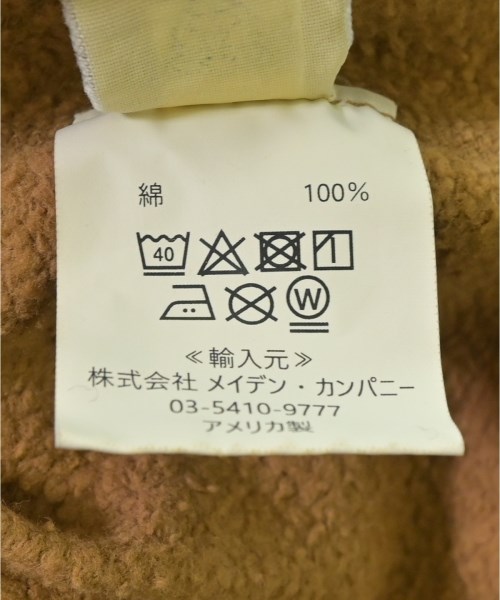 綿 100%
40
W
≪輸入元≫
株式会社 メイデン・カンパニー
03-5410-9777
アメリカ製